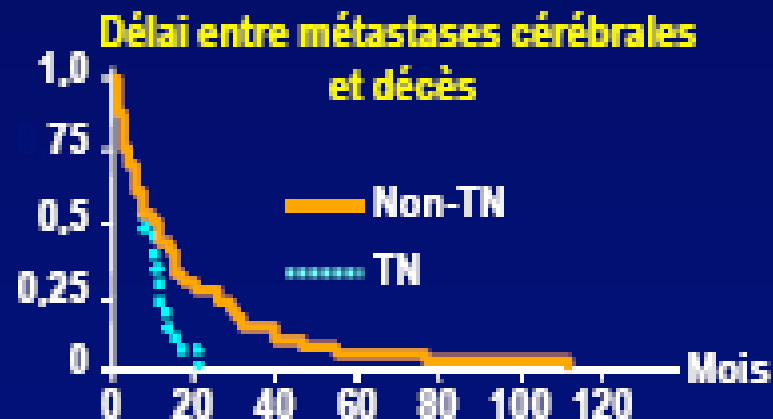 Délai entre métastases cérébrales
et décès
1,0
75
0,5
0,25
0
Non-TN
TN
Mois
0 20 40 60 80 100 120